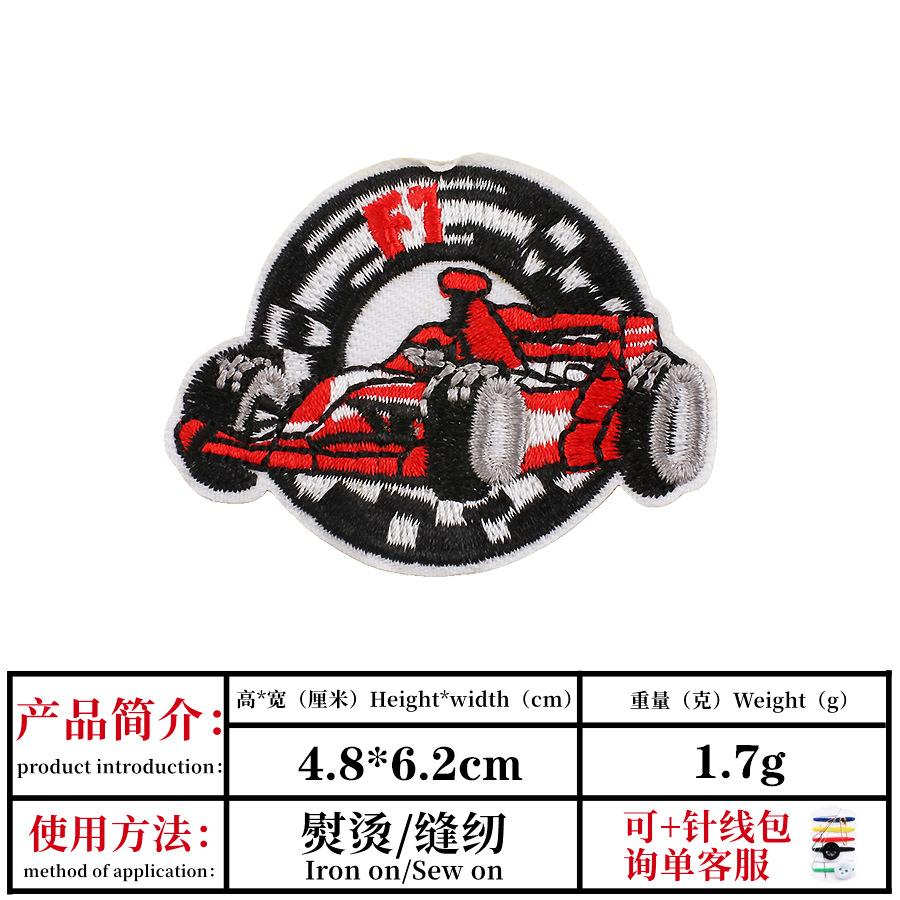 F1
产品简介：
product introduction：
高*宽（厘米）Height*width（cm）
重量（克）Weight（g）
4.8*6.2cm
1.7g
使用方法：
method of application：
熨烫/缝纫
Iron on/Sew on
可+针线包
询单客服